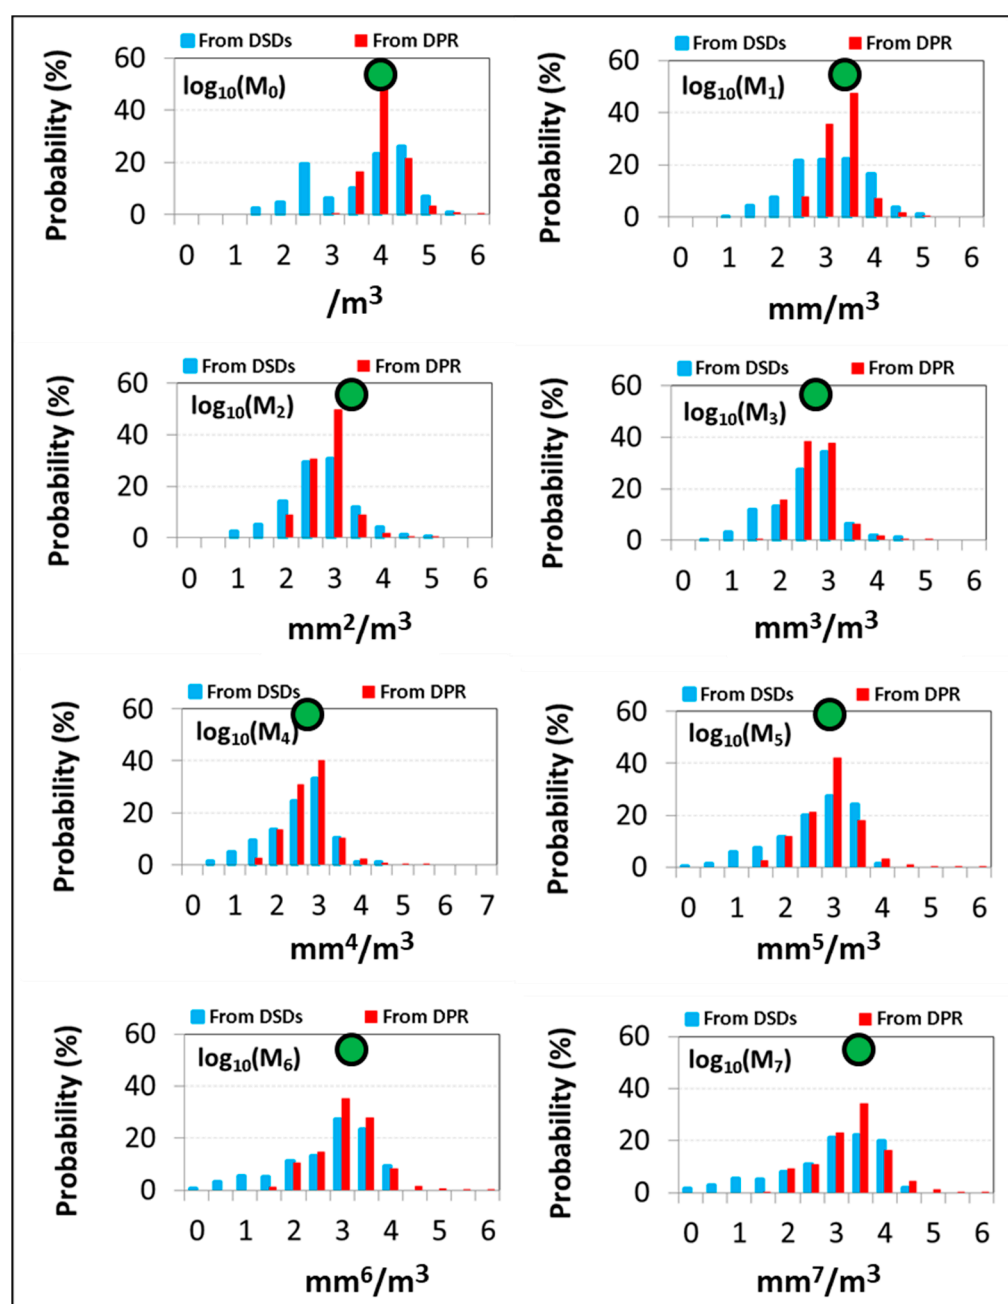 From DSDs From DPR
Probability (%)
log₁₀(M₀)
60
40
20
0
0 1 2 3 4 5 6
/m³
From DSDs From DPR
Probability (%)
log₁₀(M₁)
60
40
20
0
0 1 2 3 4 5 6
mm/m³
From DSDs From DPR
Probability (%)
log₁₀(M₂)
60
40
20
0
0 1 2 3 4 5 6
mm²/m³
From DSDs From DPR
Probability (%)
log₁₀(M₃)
60
40
20
0
0 1 2 3 4 5 6
mm³/m³
From DSDs From DPR
Probability (%)
log₁₀(M₄)
60
40
20
0
0 1 2 3 4 5 6 7
mm⁴/m³
From DSDs From DPR
Probability (%)
log₁₀(M₅)
60
40
20
0
0 1 2 3 4 5 6
mm⁵/m³
From DSDs From DPR
Probability (%)
log₁₀(M₆)
60
40
20
0
0 1 2 3 4 5 6
mm⁶/m³
From DSDs From DPR
Probability (%)
log₁₀(M₇)
60
40
20
0
0 1 2 3 4 5 6
mm⁷/m³